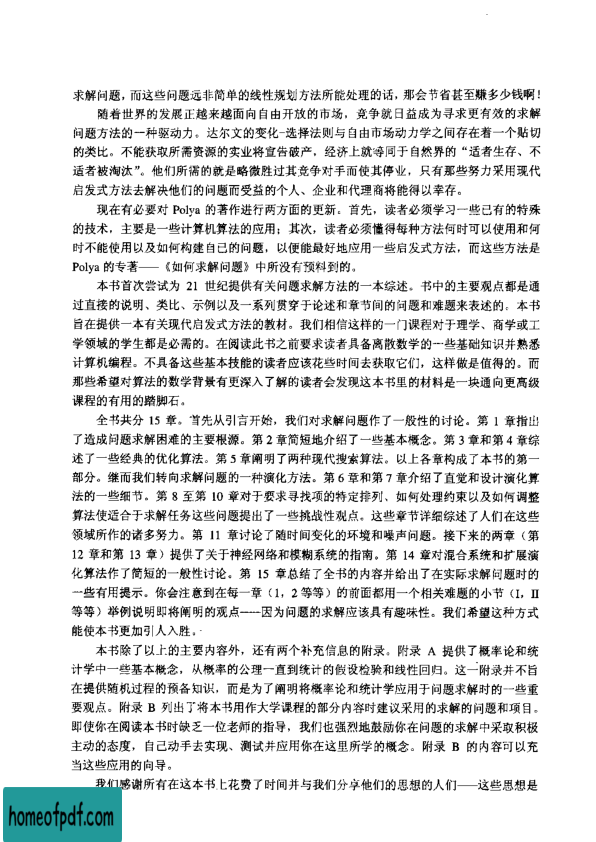 求解问题，而这些问题远非简单的线性规划方法所能处理的话，那会节省甚至赚多少钱啊！
随着世界的发展正越来越面向自由开放的市场，竞争就日益成为寻求更有效的求解
问题方法的一种驱动力。达尔文的变化-选择法则与自由市场动力学之间存在着一个贴切
的类比。不能获取所需资源的实业将宣告破产，经济上就等同于自然界的“适者生存、不
适者被淘汰”。他们所需的就是略微胜过其竞争对手而使其停业，只有那些努力采用现代
启发式方法去解决他们的问题而受益的个人、企业和代理商将能得以幸存。
现在有必要对 Polya 的著作进行两方面的更新。首先，读者必须学习一些已有的特殊
的技术，主要是一些计算机算法的应用；其次，读者必须懂得每种方法何时可以使用和何
时不能使用以及如何构建自已的问题，以便能最好地应用一些启发式方法，而这些方法是
Polya 的专著——《如何求解问题》中所没有预料到的。
本书首次尝试为 21 世纪提供有关问题求解方法的一本综述。书中的主要观点都是通
过直接的说明、类比、示例以及一系列贯穿于论述和章节间的问题和难题来表述的。本书
旨在提供一本有关现代启发式方法的教材。我们相信这样的一门课程对于理学、商学或工
学领域的学生都是必需的。在阅读此书之前要求读者具备离散数学的一些基础知识并熟悉
计算机编程。不具备这些基本技能的读者应该花些时间去获取它们，这样做是值得的。而
那些希望对算法的数学背景有更深入了解的读者会发现这本书里的材料是一块通向更高级
课程的有用的踏脚石。
全书共分 15 章。首先从引言开始，我们对求解问题作了一般性的讨论。第 1 章指出
了造成问题求解困难的主要根源。第 2 章简短地介绍了一些基本概念。第 3 章和第 4 章综
述了一些经典的优化算法。第 5 章阐明了两种现代搜索算法。以上各章构成了本书的第一
部分。继而我们转向求解问题的一种演化方法。第 6 章和第 7 章介绍了直觉和设计演化算
法的一些细节。第 8 至第 10 章对于要求寻找项的特定排列、如何处理约束以及如何调整
算法使适合于求解任务这些问题提出了一些挑战性观点。这些章节详细综述了人们在这些
领域所作的诸多努力。第 11 章讨论了随时间变化的环境和噪声问题。接下来的两章（第
12 章和第 13 章）提供了关于神经网络和模糊系统的指南。第 14 章对混合系统和扩展演
化算法作了简短的一般性讨论。第 15 章总结了全书的内容并给出了在实际求解问题时的
一些有用提示。你会注意到在每一章（1，2 等等）的前面都用一个相关难题的小节（I，II
等等）举例说明即将阐明的观点——因为问题的求解应该具有趣味性。我们希望这种方式
能使本书更加引人入胜。
本书除了以上的主要内容外，还有两个补充信息的附录。附录 A 提供了概率论和统
计学中一些基本概念，从概率的公理一直到统计的假设检验和线性回归。这一附录并不旨
在提供随机过程的预备知识，而是为了阐明将概率论和统计学应用于问题求解时的一些重
要观点。附录 B 列出了将本书用作大学课程的部分内容时建议采用的求解的问题和项目。
即使你在阅读本书时缺乏一位老师的指导，我们也强烈地鼓励你在问题的求解中采取积极
主动的态度，自己动手去实现、测试并应用你在这里所学的概念。附录 B 的内容可以充
当这些应用的向导。
我们感谢所有在这本书上花费了时间并与我们分享他们的思想的人们——这些思想是
homeofpdf.com